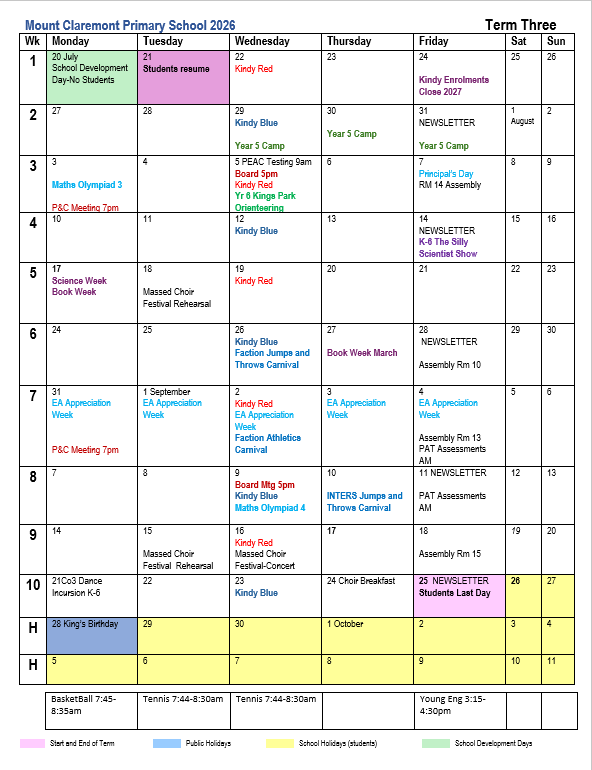 Mount Claremont Primary School 2026
Term Three
Wk Monday Tuesday Wednesday Thursday Friday Sat Sun
1
20 July
School Development
Day-No Students
21
Students resume
22
Kindy Red
23
24
Kindy Enrolments
Close 2027
25
26
2
27
28
29
Kindy Blue
Year 5 Camp
30
Year 5 Camp
31
NEWSLETTER
Year 5 Camp
1
August
2
3
3
Maths Olympiad 3
P&C Meeting 7pm
4
5 PEAC Testing 9am
Board 5pm
Kindy Red
Yr 6 Kings Park
Orienteering
6
7
Principal's Day
RM 14 Assembly
8
9
4
10
11
12
Kindy Blue
13
14
NEWSLETTER
K-6 The Silly
Scientist Show
15
16
5
17
Science Week
Book Week
18
Massed Choir
Festival Rehearsal
19
Kindy Red
20
21
22
23
6
24
25
26
Kindy Blue
Faction Jumps and
Throws Carnival
27
Book Week March
28
NEWSLETTER
Assembly Rm 10
29
30
7
31
EA Appreciation
Week
P&C Meeting 7pm
1 September
EA Appreciation
Week
2
Kindy Red
EA Appreciation
Week
Faction Athletics
Carnival
3
EA Appreciation
Week
4
EA Appreciation
Week
Assembly Rm 13
PAT Assessments
AM
5
6
8
7
8
9
Board Mtg 5pm
Kindy Blue
Maths Olympiad 4
10
INTERS Jumps and
Throws Carnival
11 NEWSLETTER
PAT Assessments
AM
12
13
9
14
15
Massed Choir
Festival Rehearsal
16
Kindy Red
Massed Choir
Festival-Concert
17
18
Assembly Rm 15
19
20
10
21Co3 Dance
Incursion K-6
22
23
Kindy Blue
24 Choir Breakfast
25 NEWSLETTER
Students Last Day
26
27
H
28 King's Birthday
29
30
1 October
2
3
4
H
5
6
7
8
9
10
11
BasketBall 7:45-
8:35am
Tennis 7:44-8:30am
Tennis 7:44-8:30am
Young Eng 3:15-
4:30pm
Start and End of Term
Public Holidays
School Holidays (students)
School Development Days